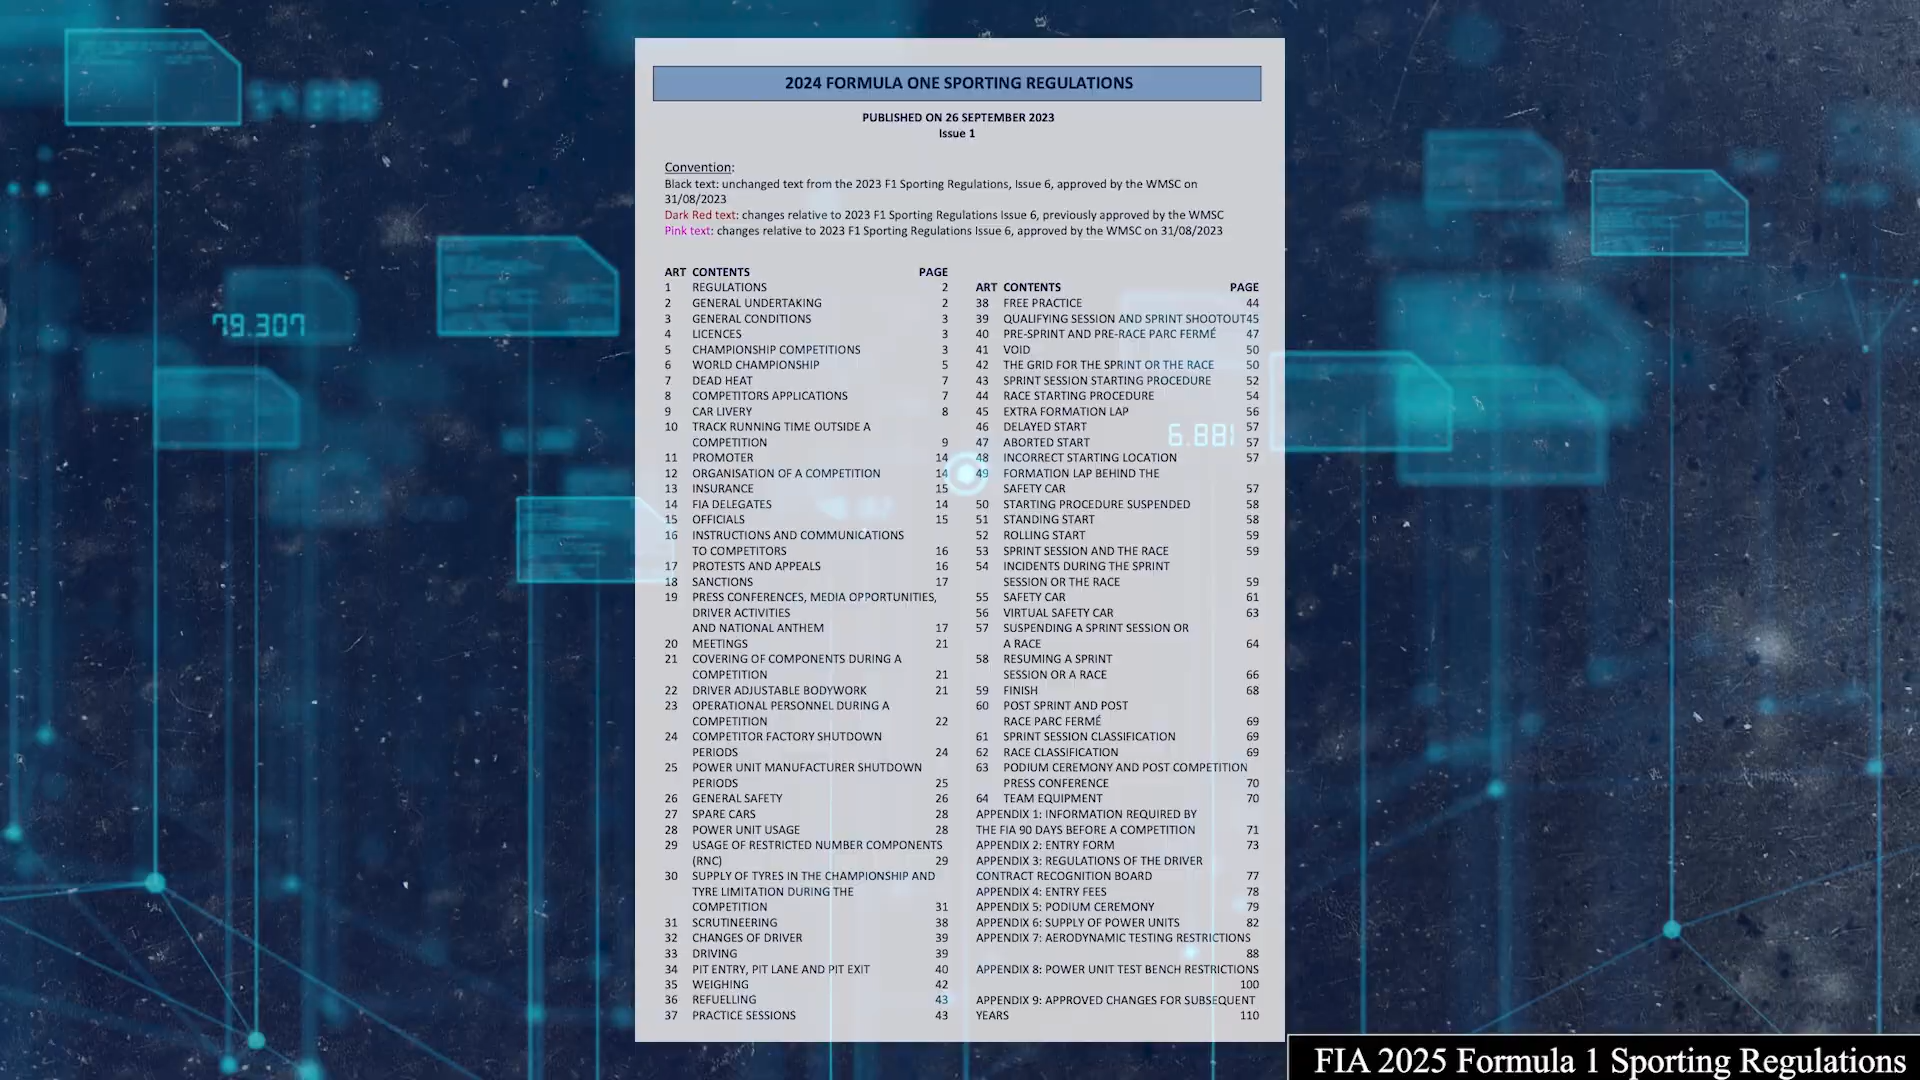 2024 FORMULA ONE SPORTING REGULATIONS
PUBLISHED ON 26 SEPTEMBER 2023
Issue 1
Convention:
Black text: unchanged text from the 2023 F1 Sporting Regulations, Issue 6, approved by the WMSC on
31/08/2023
Dark Red text: changes relative to 2023 F1 Sporting Regulations Issue 6, previously approved by the WMSC
Pink text: changes relative to 2023 F1 Sporting Regulations Issue 6, approved by the WMSC on 31/08/2023
ART CONTENTS PAGE
1 REGULATIONS 2
2 GENERAL UNDERTAKING 2
3 GENERAL CONDITIONS 3
4 LICENCES 3
5 CHAMPIONSHIP COMPETITIONS 3
6 WORLD CHAMPIONSHIP 5
7 DEAD HEAT 7
8 COMPETITORS APPLICATIONS 7
9 CAR LIVERY 8
10 TRACK RUNNING TIME OUTSIDE A
COMPETITION 9
11 PROMOTER 14
12 ORGANISATION OF A COMPETITION 14
13 INSURANCE 15
14 FIA DELEGATES 14
15 OFFICIALS 15
16 INSTRUCTIONS AND COMMUNICATIONS
TO COMPETITORS 16
17 PROTESTS AND APPEALS 16
18 SANCTIONS 17
19 PRESS CONFERENCES, MEDIA OPPORTUNITIES,
DRIVER ACTIVITIES
AND NATIONAL ANTHEM 17
20 MEETINGS 21
21 COVERING OF COMPONENTS DURING A
COMPETITION 21
22 DRIVER ADJUSTABLE BODYWORK 21
23 OPERATIONAL PERSONNEL DURING A
COMPETITION 22
24 COMPETITOR FACTORY SHUTDOWN
PERIODS 24
25 POWER UNIT MANUFACTURER SHUTDOWN
PERIODS 25
26 GENERAL SAFETY 26
27 SPARE CARS 28
28 POWER UNIT USAGE 28
29 USAGE OF RESTRICTED NUMBER COMPONENTS
(RNC) 29
30 SUPPLY OF TYRES IN THE CHAMPIONSHIP AND
TYRE LIMITATION DURING THE
COMPETITION 31
31 SCRUTINEERING 38
32 CHANGES OF DRIVER 39
33 DRIVING 39
34 PIT ENTRY, PIT LANE AND PIT EXIT 40
35 WEIGHING 42
36 REFUELLING 43
37 PRACTICE SESSIONS 43
ART CONTENTS PAGE
38 FREE PRACTICE 44
39 QUALIFYING SESSION AND SPRINT SHOOTOUT45
40 PRE-SPRINT AND PRE-RACE PARC FERMÉ 47
41 VOID 50
42 THE GRID FOR THE SPRINT OR THE RACE 50
43 SPRINT SESSION STARTING PROCEDURE 52
44 RACE STARTING PROCEDURE 54
45 EXTRA FORMATION LAP 56
46 DELAYED START 57
47 ABORTED START 57
48 INCORRECT STARTING LOCATION 57
49 FORMATION LAP BEHIND THE
SAFETY CAR 57
50 STARTING PROCEDURE SUSPENDED 58
51 STANDING START 58
52 ROLLING START 59
53 SPRINT SESSION AND THE RACE 59
54 INCIDENTS DURING THE SPRINT
SESSION OR THE RACE 59
55 SAFETY CAR 61
56 VIRTUAL SAFETY CAR 63
57 SUSPENDING A SPRINT SESSION OR
A RACE 64
58 RESUMING A SPRINT
SESSION OR A RACE 66
59 FINISH 68
60 POST SPRINT AND POST
RACE PARC FERMÉ 69
61 SPRINT SESSION CLASSIFICATION 69
62 RACE CLASSIFICATION 69
63 PODIUM CEREMONY AND POST COMPETITION
PRESS CONFERENCE 70
64 TEAM EQUIPMENT 70
APPENDIX 1: INFORMATION REQUIRED BY
THE FIA 90 DAYS BEFORE A COMPETITION 71
APPENDIX 2: ENTRY FORM 73
APPENDIX 3: REGULATIONS OF THE DRIVER
CONTRACT RECOGNITION BOARD 77
APPENDIX 4: ENTRY FEES 78
APPENDIX 5: PODIUM CEREMONY 79
APPENDIX 6: SUPPLY OF POWER UNITS 82
APPENDIX 7: AERODYNAMIC TESTING RESTRICTIONS
88
APPENDIX 8: POWER UNIT TEST BENCH RESTRICTIONS
100
APPENDIX 9: APPROVED CHANGES FOR SUBSEQUENT
YEARS 110
79.307
6.881
FIA 2025 Formula 1 Sporting Regulations